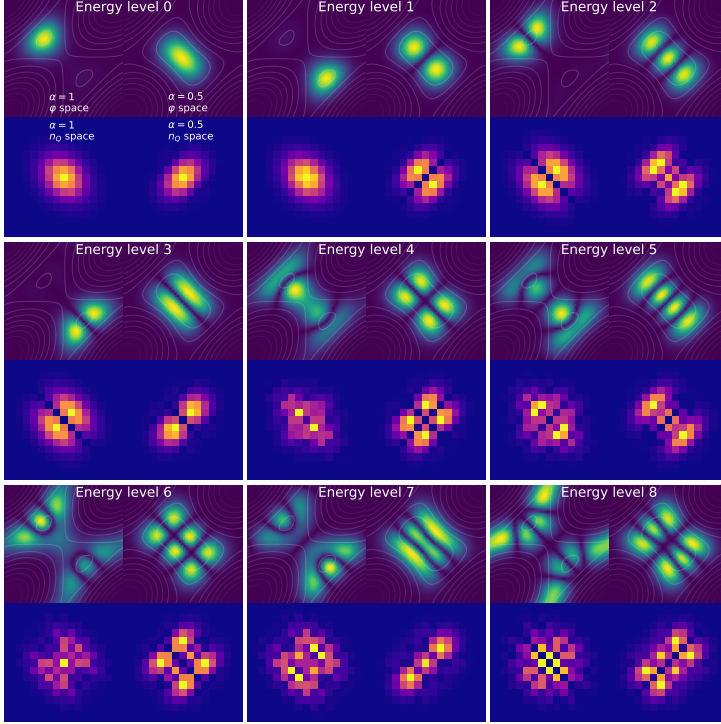 Energy level 0
α = 1
φ space
α = 0.5
φ space
α = 1
n_Q space
α = 0.5
n_Q space
Energy level 1
Energy level 2
Energy level 3
Energy level 4
Energy level 5
Energy level 6
Energy level 7
Energy level 8